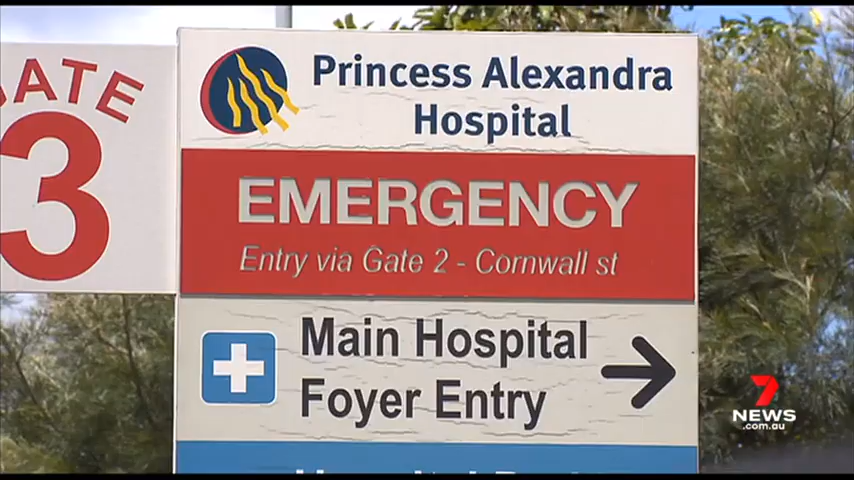 GATE
3
Princess Alexandra
Hospital
EMERGENCY
Entry via Gate 2 - Cornwall st
Main Hospital
Foyer Entry
7
NEWS
.com.au